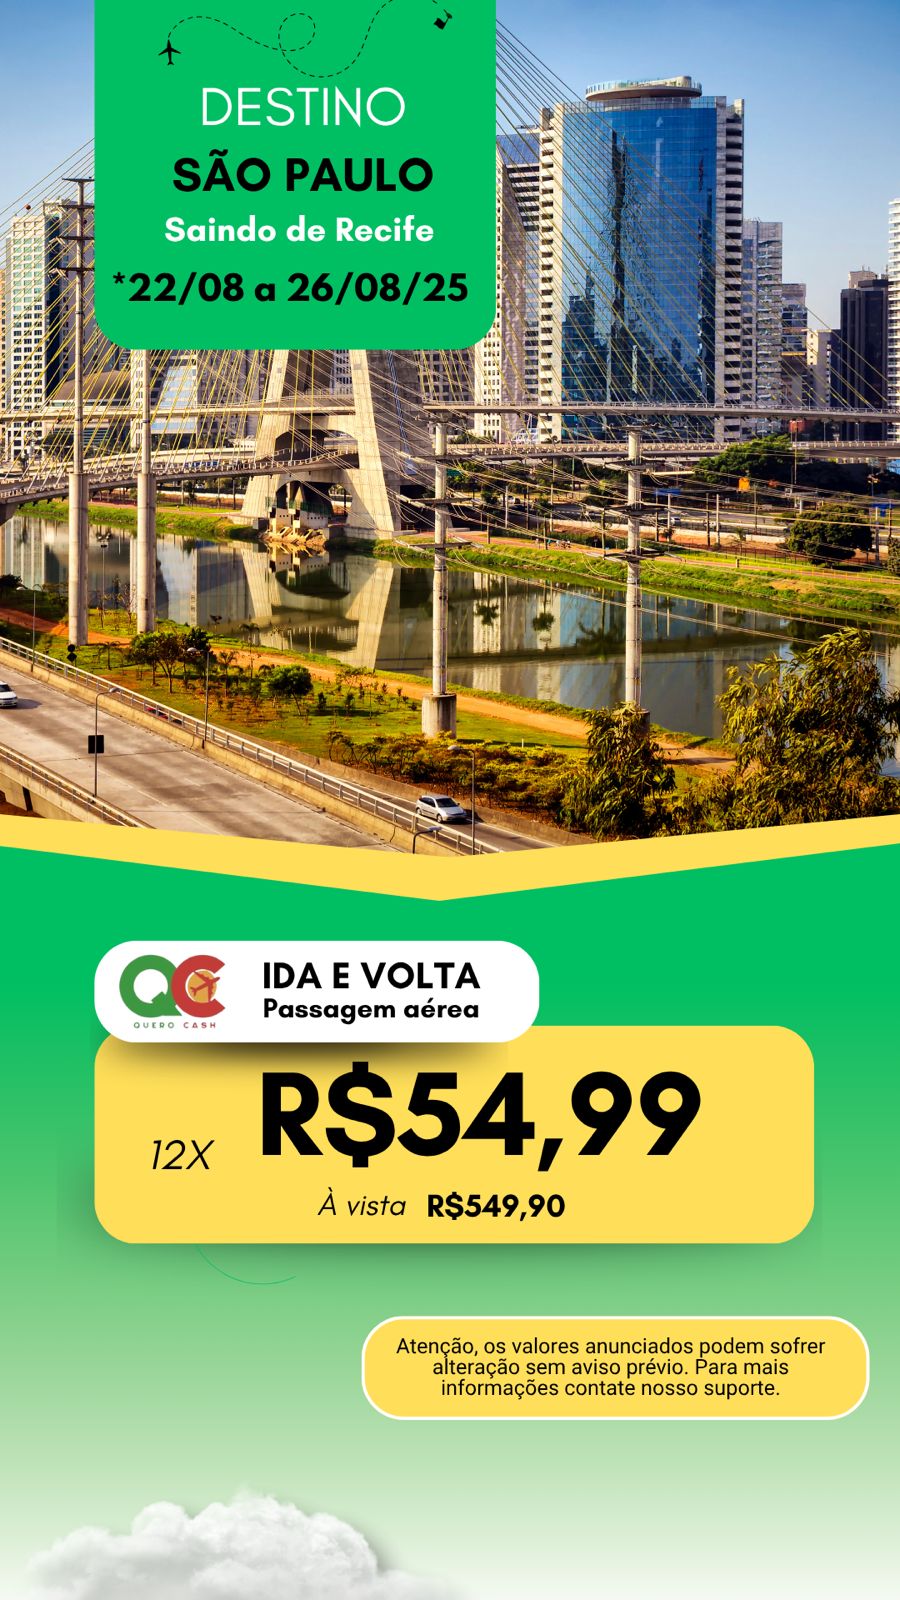 DESTINO
SÃO PAULO
Saindo de Recife
*22/08 a 26/08/25
QC
QUERO CASH
IDA E VOLTA
Passagem aérea
12X
R$54,99
À vista R$549,90
Atenção, os valores anunciados podem sofrer
alteração sem aviso prévio. Para mais
informações contate nosso suporte.